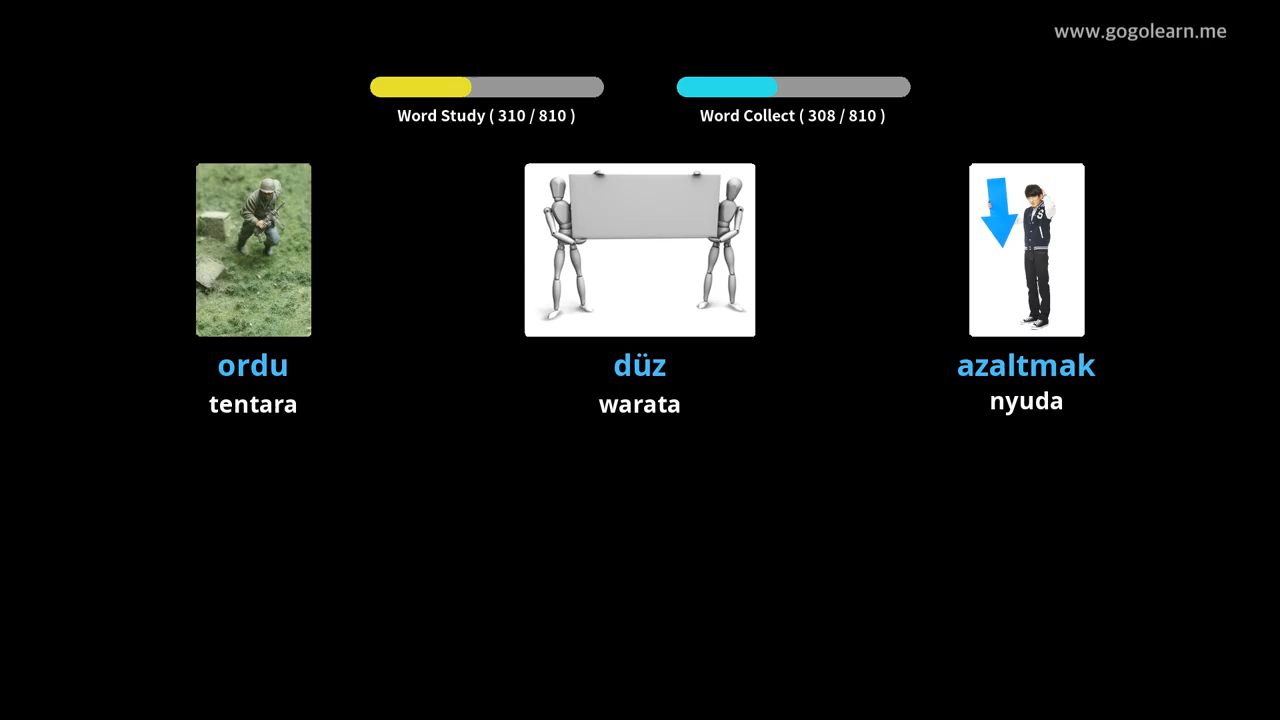 www.gogolearn.me
Word Study ( 310 / 810 )
Word Collect ( 308 / 810 )
ordu
tentara
düz
warata
azaltmak
nyuda